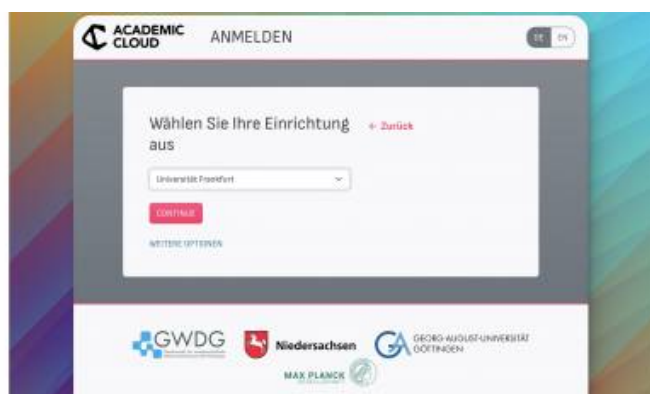 ACADEMIC
CLOUD
ANMELDEN
DE EN
Wählen Sie Ihre Einrichtung
aus
← Zurück
Universität Frankfurt
CONTINUE
WEITERE OPTIONEN
GWDG
Niedersachsen
GEORG-AUGUST-UNIVERSITÄT
GÖTTINGEN
MAX PLANCK